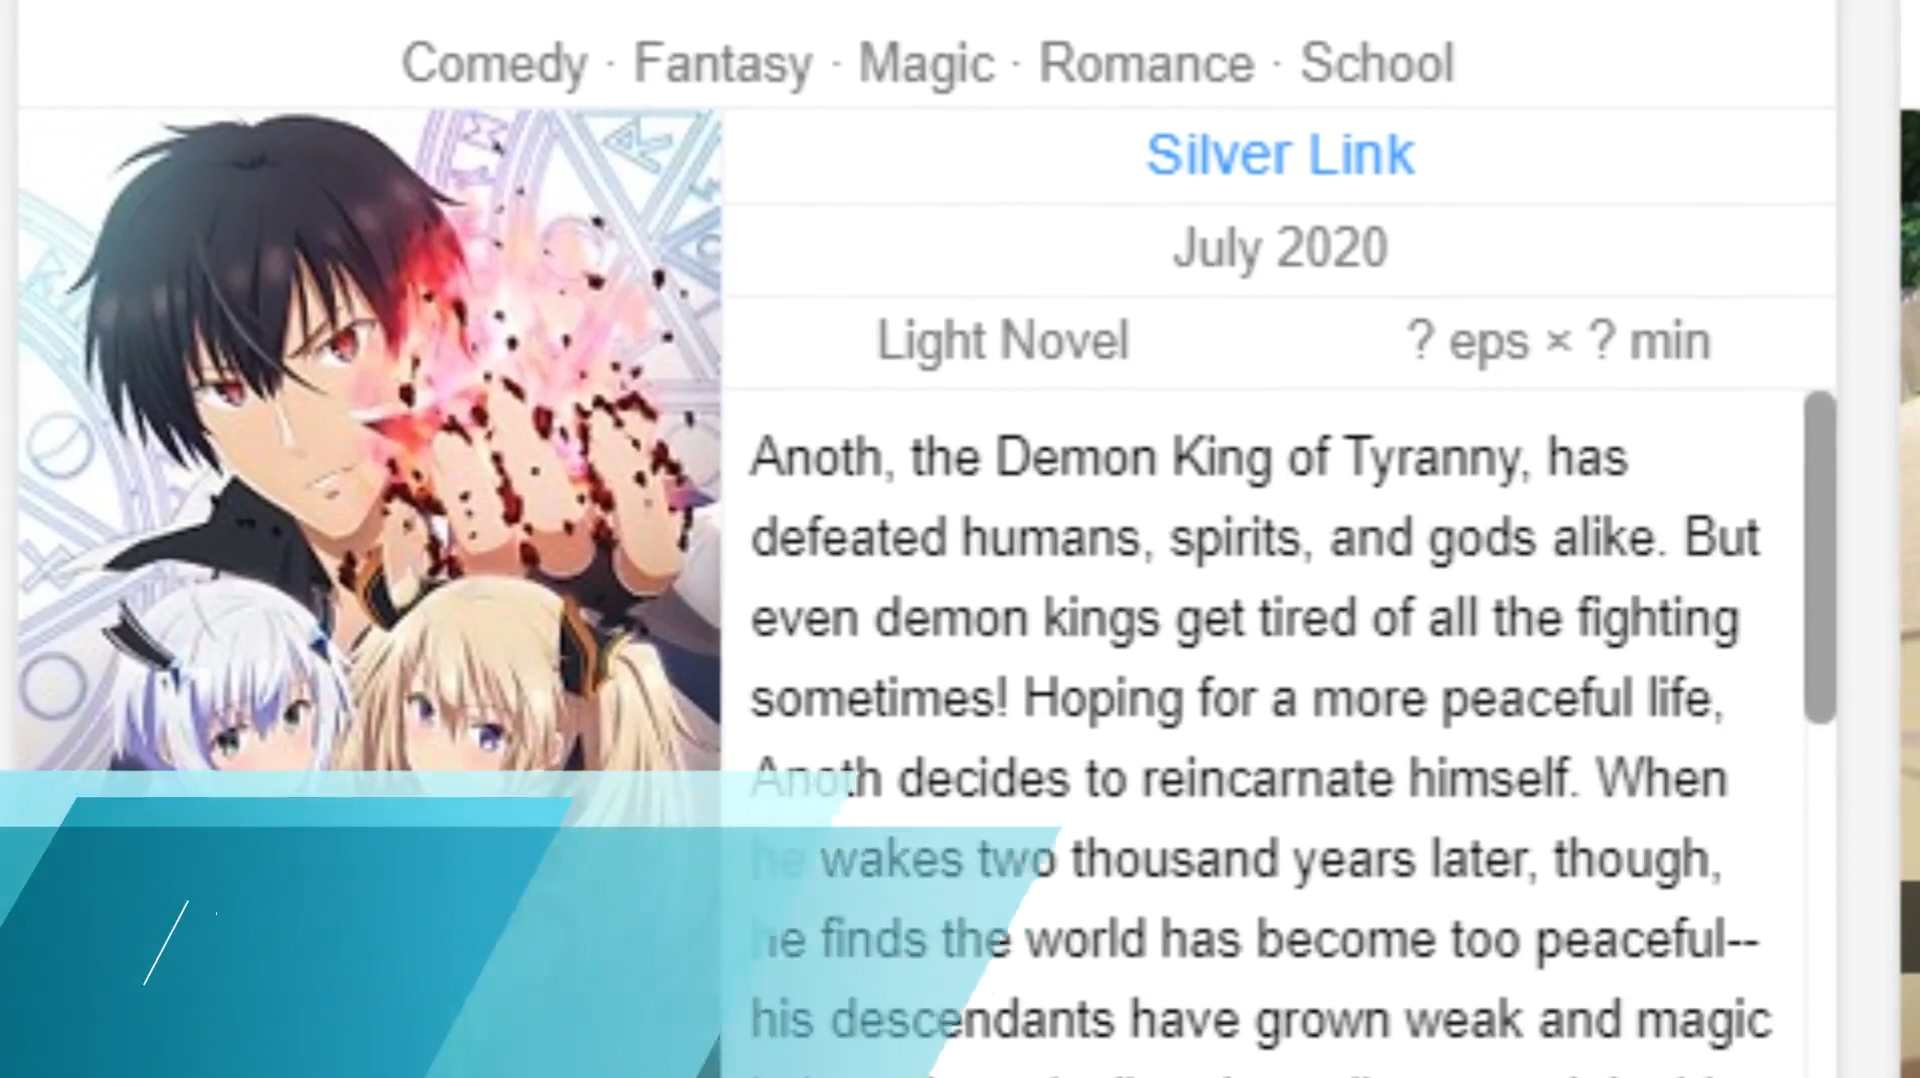 Comedy · Fantasy · Magic · Romance · School
Silver Link
July 2020
Light Novel ? eps × ? min
Anoth, the Demon King of Tyranny, has
defeated humans, spirits, and gods alike. But
even demon kings get tired of all the fighting
sometimes! Hoping for a more peaceful life,
Anoth decides to reincarnate himself. When
he wakes two thousand years later, though,
he finds the world has become too peaceful--
his descendants have grown weak and magic